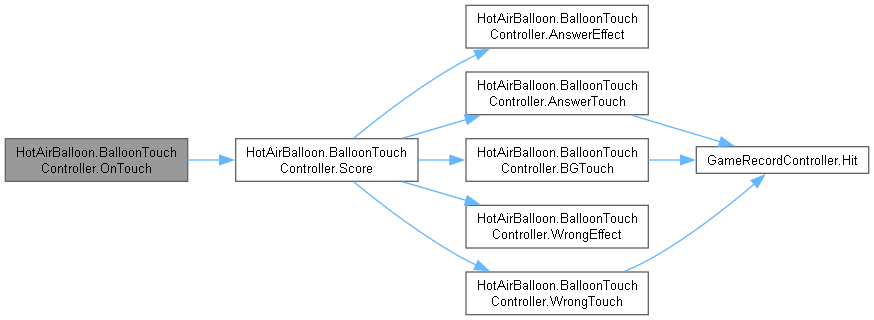 HotAirBalloon.BalloonTouch
Controller.OnTouch
HotAirBalloon.BalloonTouch
Controller.Score
HotAirBalloon.BalloonTouch
Controller.AnswerEffect
HotAirBalloon.BalloonTouch
Controller.AnswerTouch
HotAirBalloon.BalloonTouch
Controller.BGTouch
HotAirBalloon.BalloonTouch
Controller.WrongEffect
HotAirBalloon.BalloonTouch
Controller.WrongTouch
GameRecordController.Hit